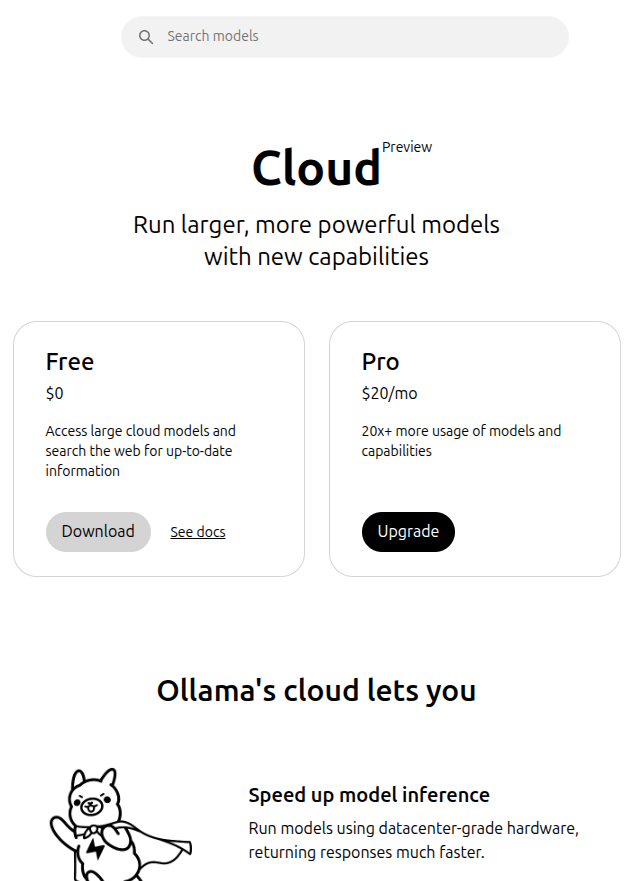 Search models
Cloud Preview
Run larger, more powerful models
with new capabilities
Free
$0
Access large cloud models and
search the web for up-to-date
information
Download See docs
Pro
$20/mo
20x+ more usage of models and
capabilities
Upgrade
Ollama's cloud lets you
Speed up model inference
Run models using datacenter-grade hardware,
returning responses much faster.